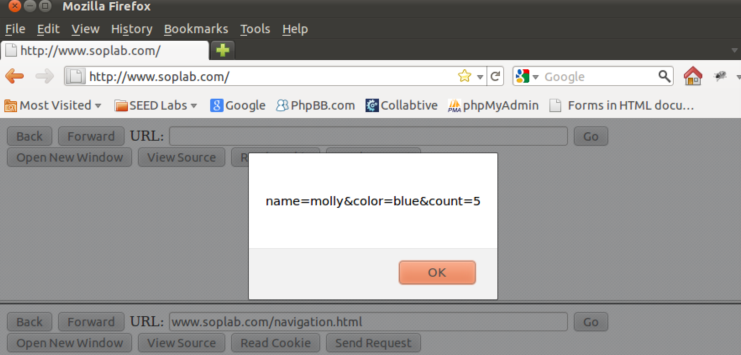 Mozilla Firefox
File Edit View History Bookmarks Tools Help
http://www.soplab.com/
http://www.soplab.com/ Google
Most Visited SEED Labs Google PhpBB.com Collabtive phpMyAdmin Forms in HTML docu...
Back Forward URL: Go
Open New Window View Source
name=molly&color=blue&count=5
OK
Back Forward URL: www.soplab.com/navigation.html Go
Open New Window View Source Read Cookie Send Request